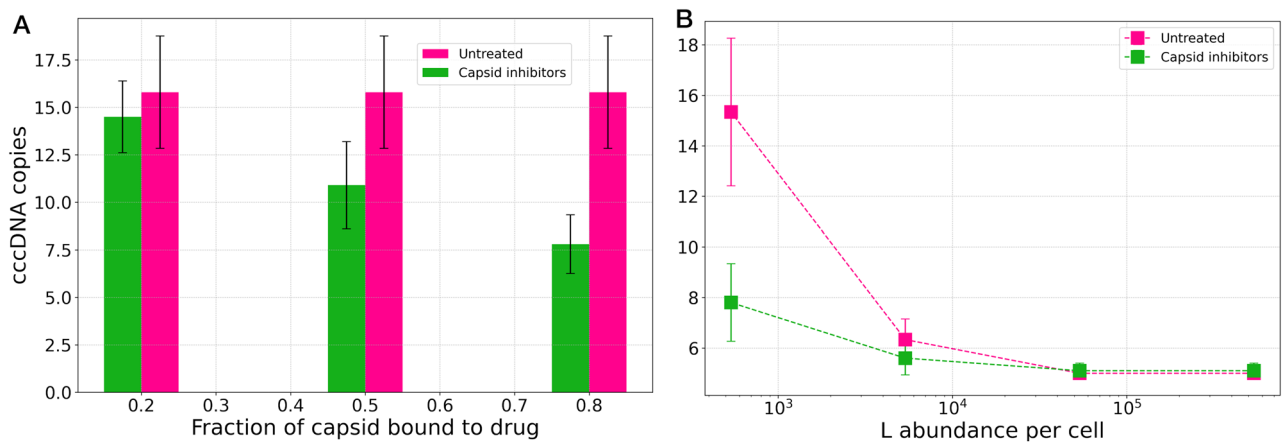 A
Untreated
Capsid inhibitors
17.5
15.0
12.5
10.0
7.5
5.0
2.5
0.0
cccDNA copies
0.2 0.3 0.4 0.5 0.6 0.7 0.8
Fraction of capsid bound to drug
B
Untreated
Capsid inhibitors
18
16
14
12
10
8
6
10³ 10⁴ 10⁵
L abundance per cell